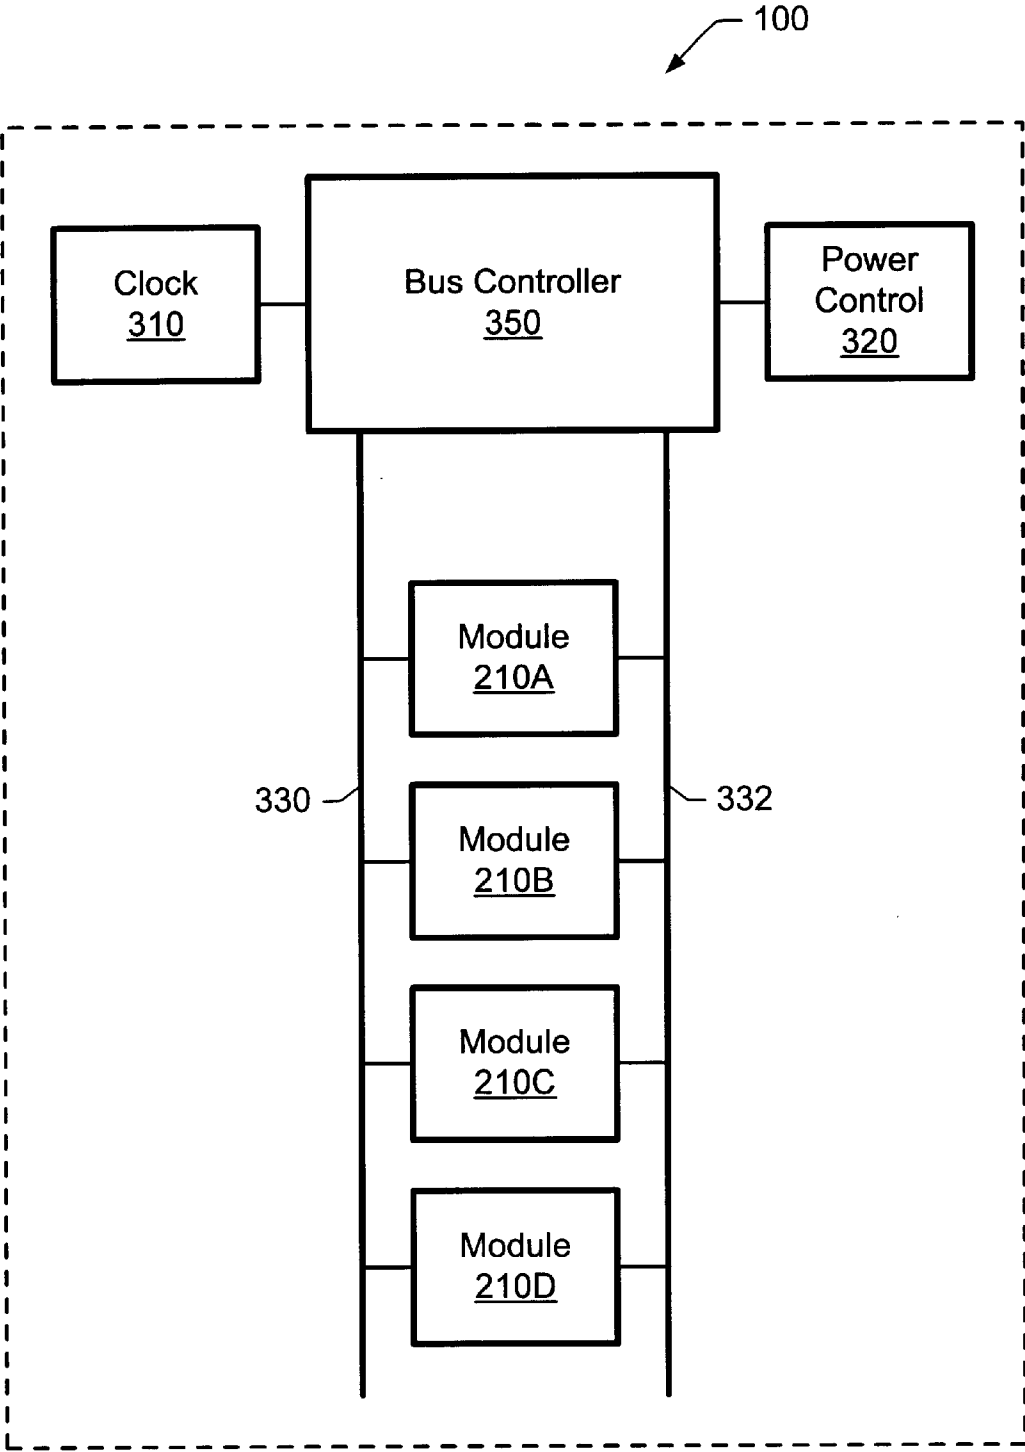 100
Clock
310
Bus Controller
350
Power
Control
320
Module
210A
330
332
Module
210B
Module
210C
Module
210D